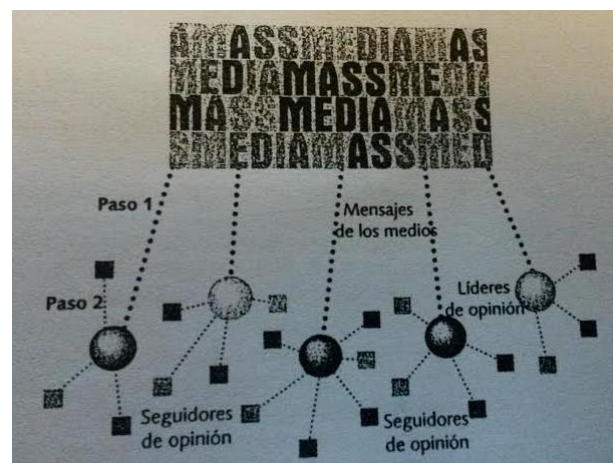 AMASSMEDIAMAS
MEDIAMASSMEDI
MASSMEDIAMASS
SMEDIAMASSMED
Paso 1
Mensajes
de los medios
Paso 2
Líderes
de opinión
Seguidores
de opinión
Seguidores
de opinión